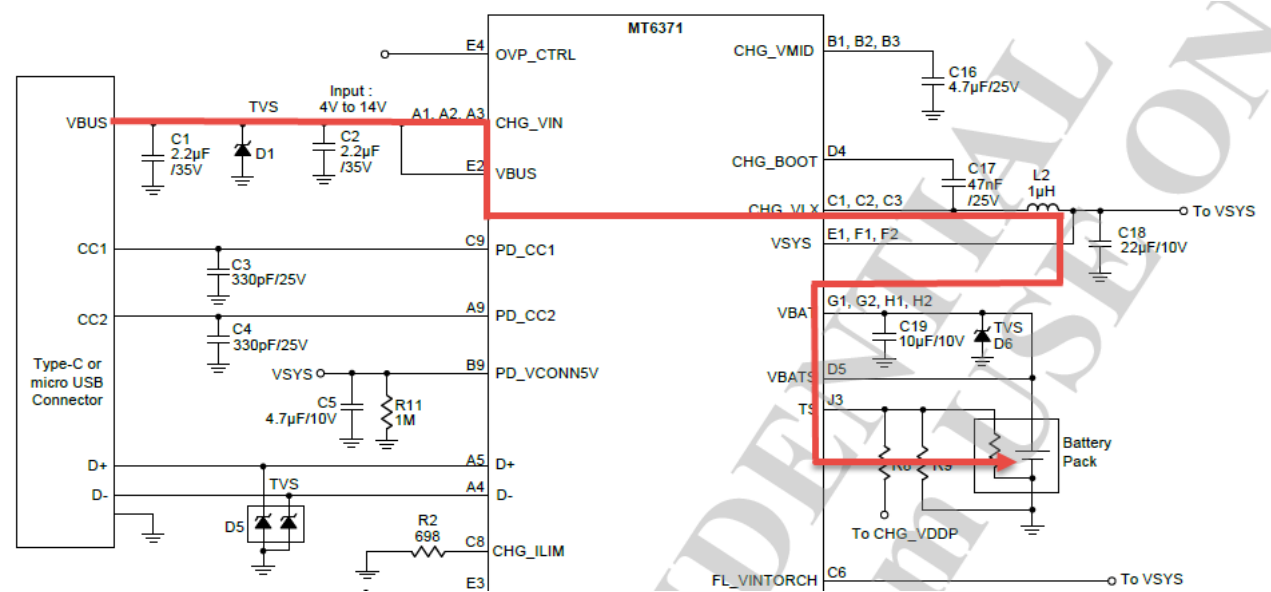 MT6371
E4
OVP_CTRL
CHG_VMID
B1, B2, B3
C16
4.7µF/25V
Input :
4V to 14V
TVS
VBUS
A1, A2, A3
CHG_VIN
C1
2.2µF
/35V
D1
C2
2.2µF
/35V
E2
VBUS
CHG_BOOT
D4
C17
47nF
/25V
L2
1µH
CHG_VLX
C1, C2, C3
To VSYS
VSYS
E1, F1, F2
C18
22µF/10V
CC1
C9
PD_CC1
C3
330pF/25V
CC2
A9
PD_CC2
C4
330pF/25V
VBAT
G1, G2, H1, H2
C19
10µF/10V
TVS
D6
Type-C or
micro USB
Connector
VSYS
B9
PD_VCONN5V
C5
4.7µF/10V
R11
1M
VBATS
D5
TS
J3
Battery
Pack
R8
R9
To CHG_VDDP
D+
A5
D+
D-
A4
D-
TVS
D5
R2
698
C8
CHG_ILIM
E3
FL_VINTORCH
C6
To VSYS